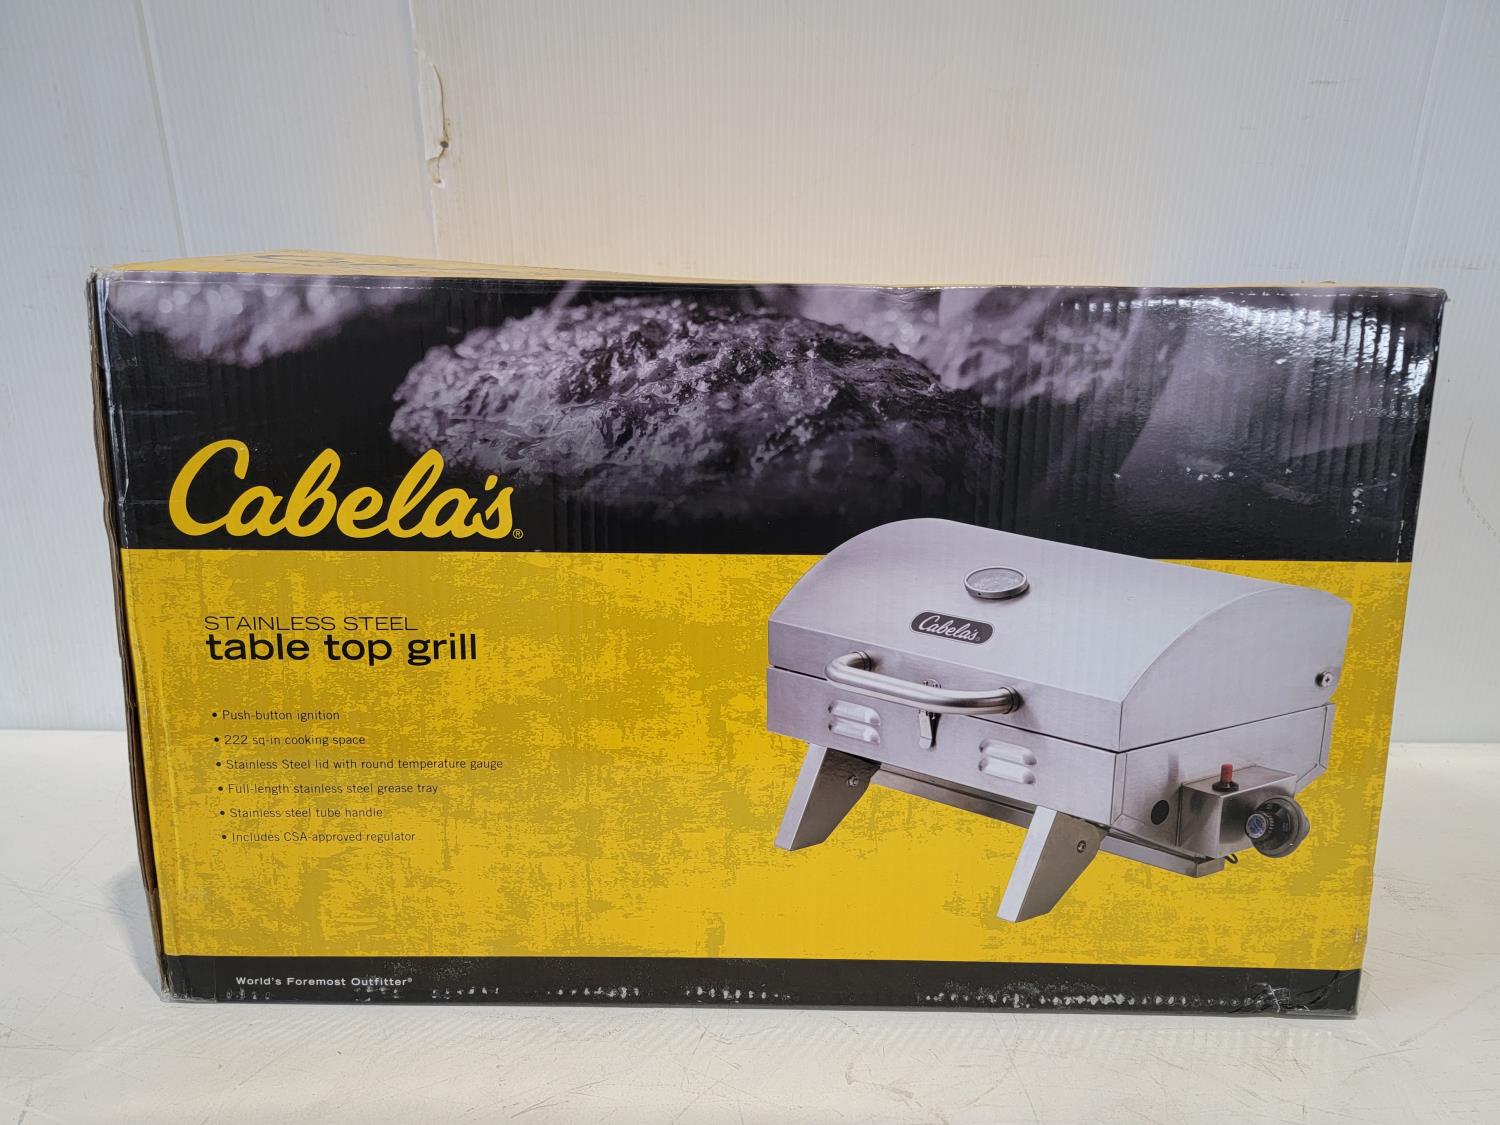 Cabela's®
STAINLESS STEEL
table top grill
• Push-button ignition
• 222 sq-in cooking space
• Stainless Steel lid with round temperature gauge
• Full-length stainless steel grease tray
• Stainless steel tube handle
• Includes CSA-approved regulator
Cabela's
World's Foremost Outfitter®